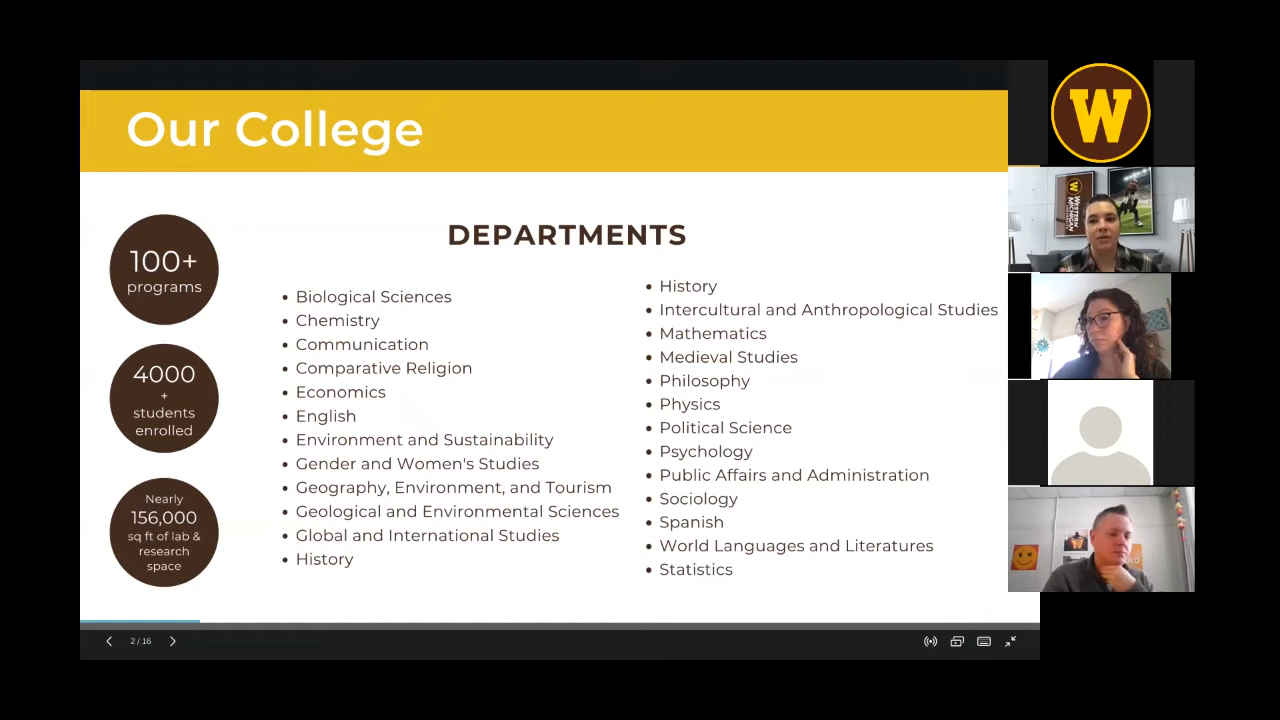 Our College
100+
programs
4000
+
students
enrolled
Nearly
156,000
sq ft of lab &
research
space
DEPARTMENTS
• Biological Sciences
• Chemistry
• Communication
• Comparative Religion
• Economics
• English
• Environment and Sustainability
• Gender and Women's Studies
• Geography, Environment, and Tourism
• Geological and Environmental Sciences
• Global and International Studies
• History
• History
• Intercultural and Anthropological Studies
• Mathematics
• Medieval Studies
• Philosophy
• Physics
• Political Science
• Psychology
• Public Affairs and Administration
• Sociology
• Spanish
• World Languages and Literatures
• Statistics
2 / 16
W
W
WESTERN
MICHIGAN